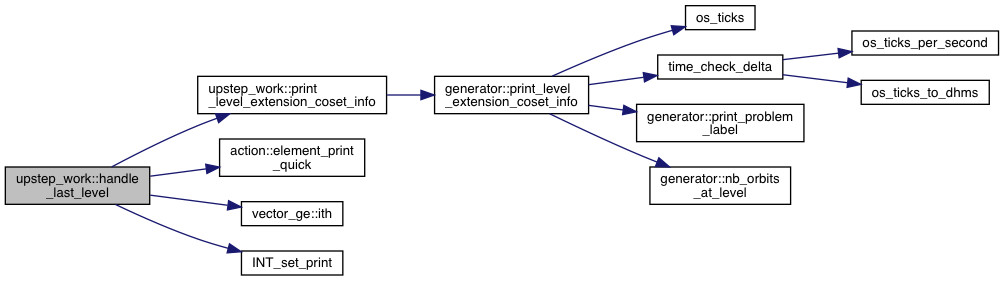 upstep_work::handle
_last_level
upstep_work::print
_level_extension_coset_info
action::element_print
_quick
vector_ge::ith
INT_set_print
generator::print_level
_extension_coset_info
os_ticks
time_check_delta
generator::print_problem
_label
generator::nb_orbits
_at_level
os_ticks_per_second
os_ticks_to_dhms